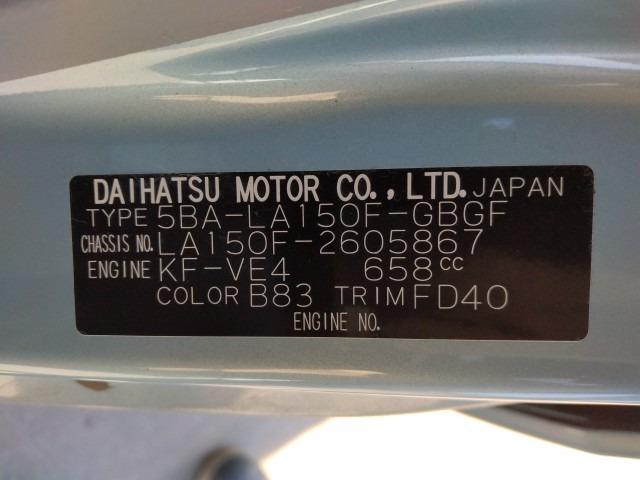 DAIHATSU MOTOR CO., LTD. JAPAN
TYPE 5BA-LA150F-GBGF
CHASSIS NO. LA150F-2605867
ENGINE KF-VE4 658cc
COLOR B83 TRIM FD40
ENGINE NO.